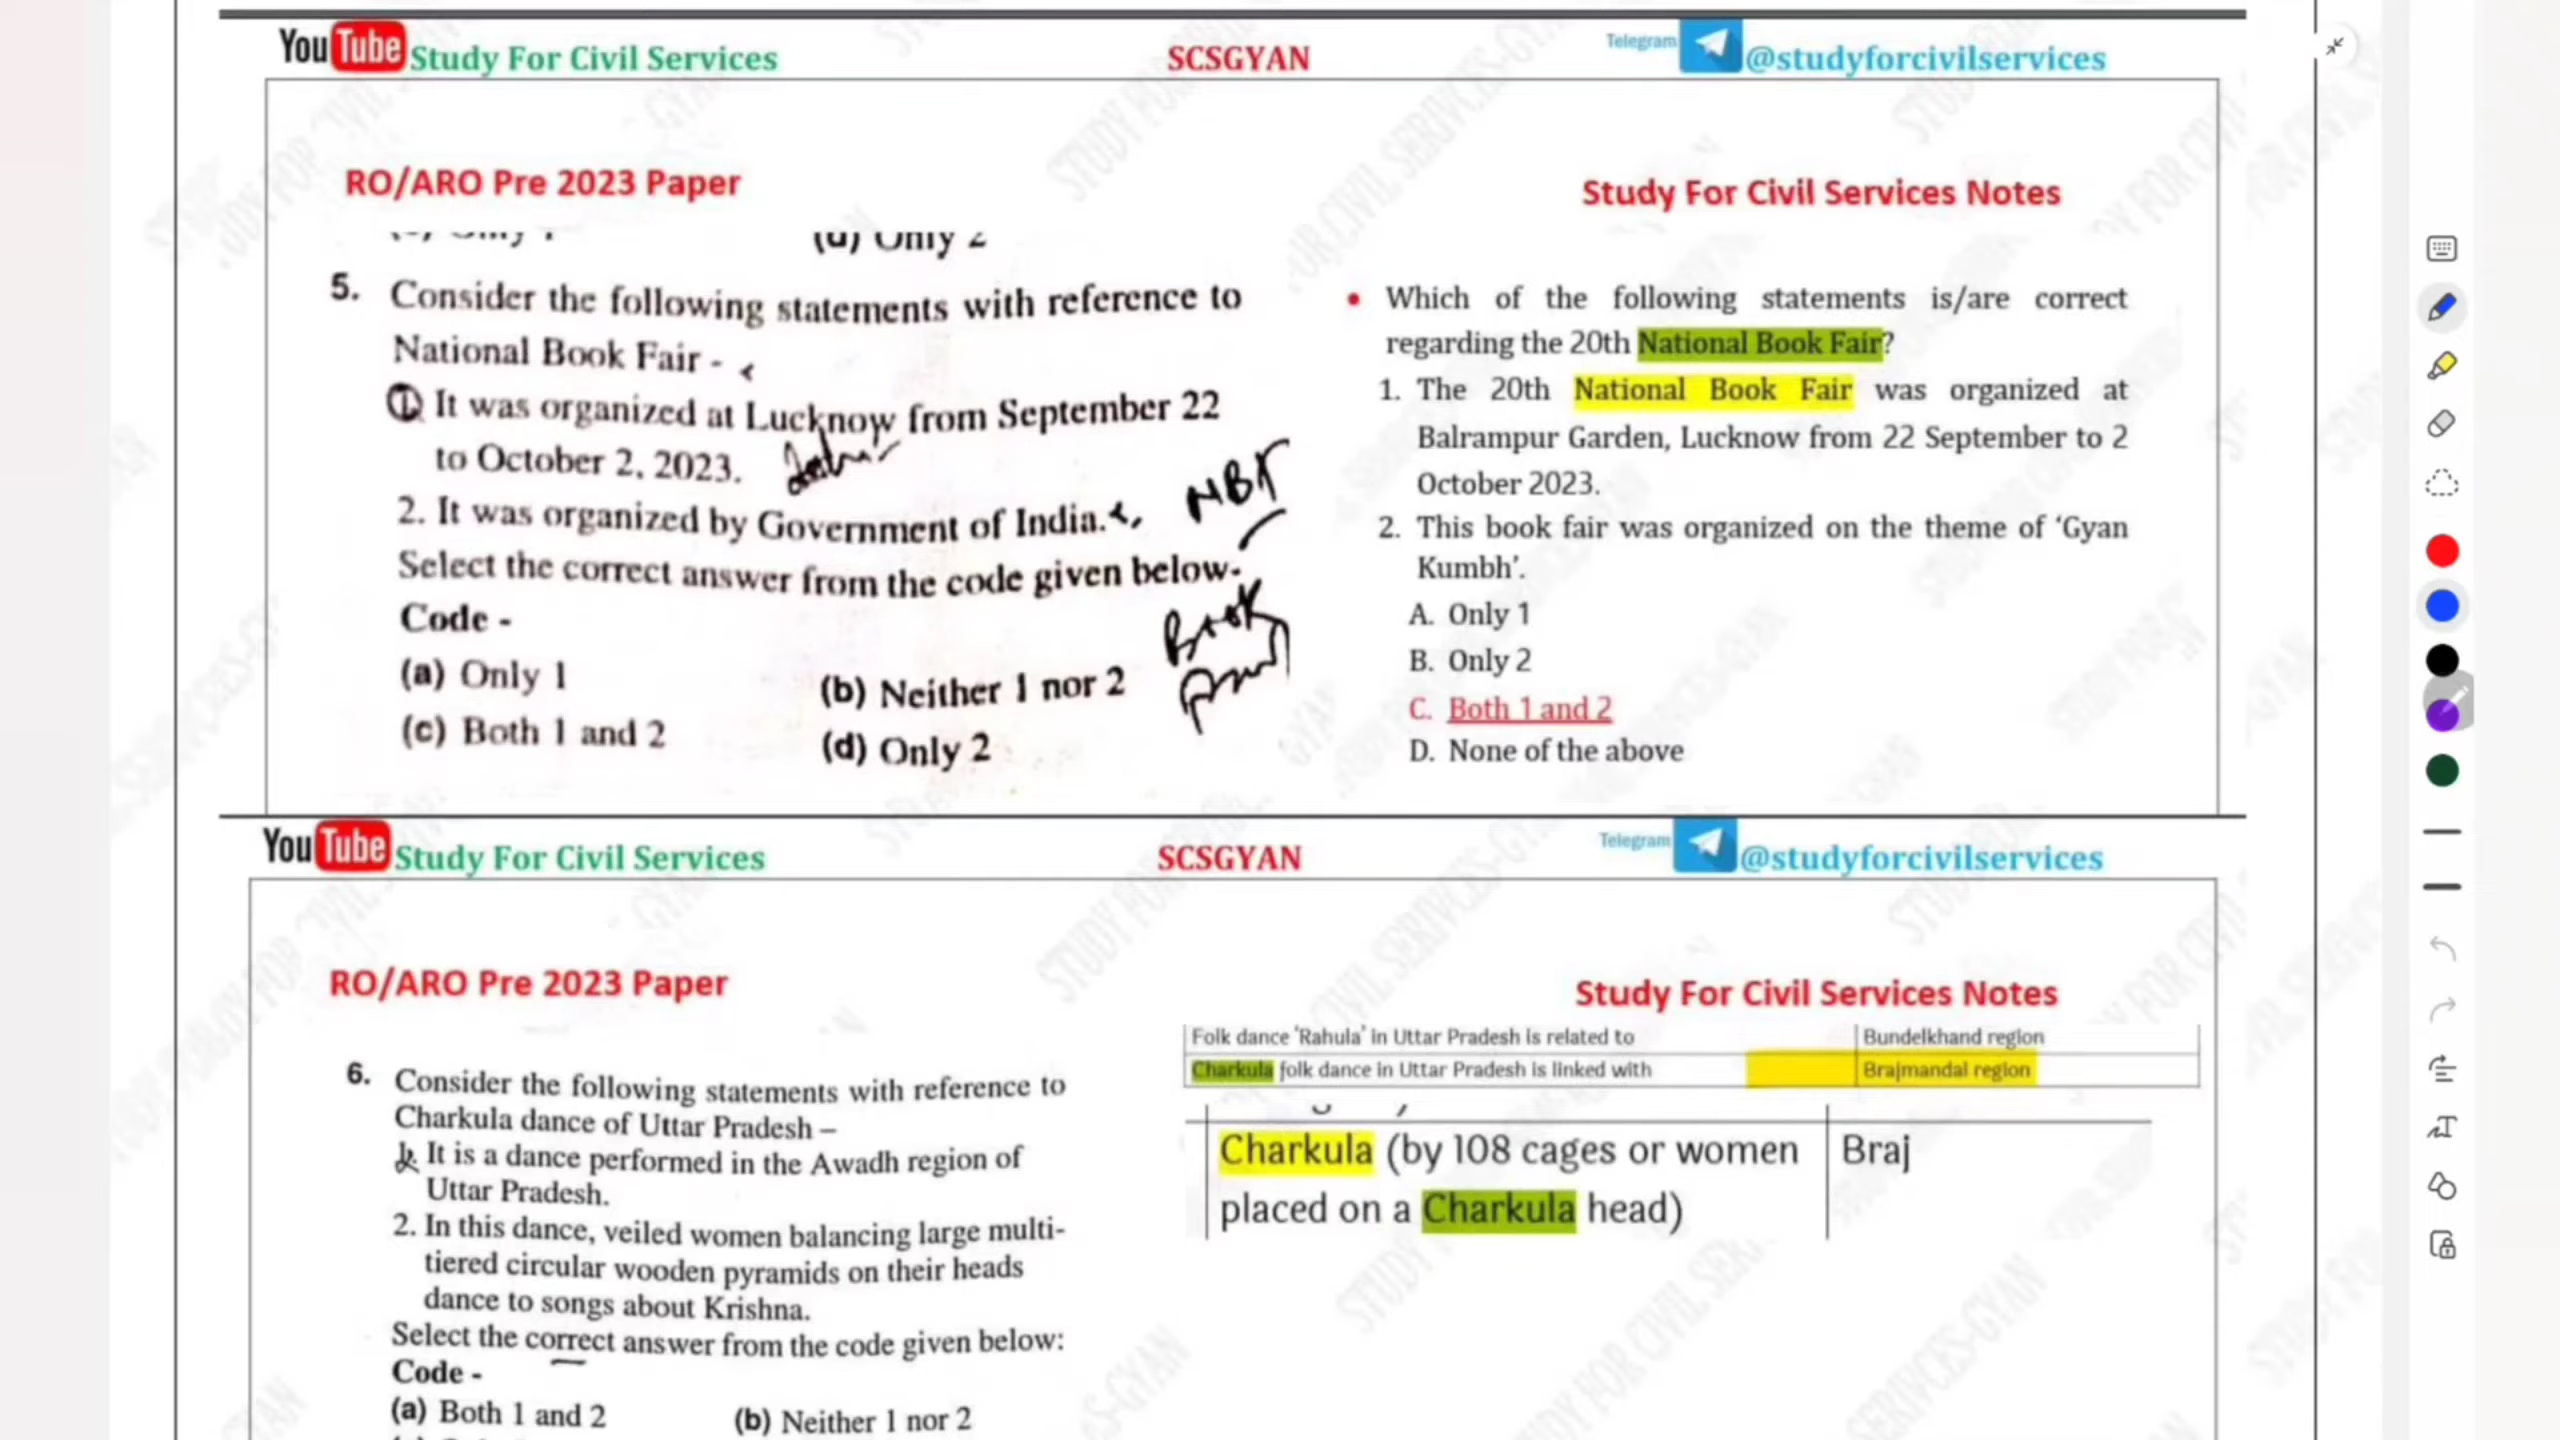 YouTube Study For Civil Services SCSGYAN Telegram @studyforcivilservices
RO/ARO Pre 2023 Paper
(d) Only 2
5. Consider the following statements with reference to
National Book Fair -
1. It was organized at Lucknow from September 22
to October 2, 2023.
2. It was organized by Government of India.
NBT
Select the correct answer from the code given below-
Code -
Book
(a) Only 1 (b) Neither 1 nor 2
(c) Both 1 and 2 (d) Only 2
Study For Civil Services Notes
• Which of the following statements is/are correct
regarding the 20th National Book Fair?
1. The 20th National Book Fair was organized at
Balrampur Garden, Lucknow from 22 September to 2
October 2023.
2. This book fair was organized on the theme of ‘Gyan
Kumbh’.
A. Only 1
B. Only 2
C. Both 1 and 2
D. None of the above
YouTube Study For Civil Services SCSGYAN Telegram @studyforcivilservices
RO/ARO Pre 2023 Paper
6. Consider the following statements with reference to
Charkula dance of Uttar Pradesh –
1. It is a dance performed in the Awadh region of
Uttar Pradesh.
2. In this dance, veiled women balancing large multi-
tiered circular wooden pyramids on their heads
dance to songs about Krishna.
Select the correct answer from the code given below:
Code -
(a) Both 1 and 2 (b) Neither 1 nor 2
Study For Civil Services Notes
Folk dance 'Rahula' in Uttar Pradesh is related to Bundelkhand region
Charkula folk dance in Uttar Pradesh is linked with Brajmandal region
Charkula (by 108 cages or women Braj
placed on a Charkula head)